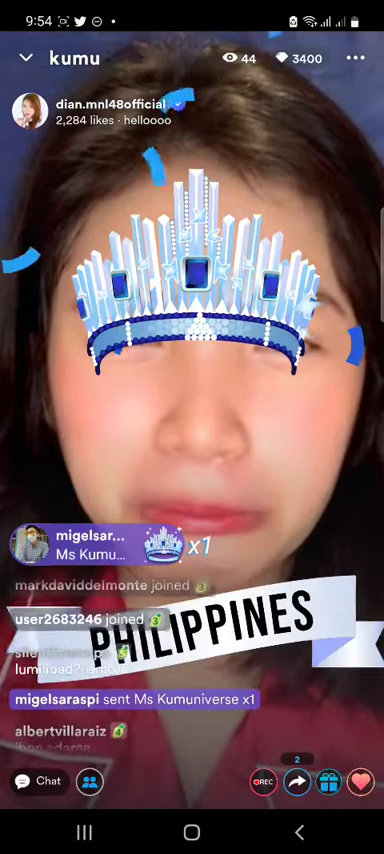 9:54
kumu
44
3400
dian.mnl48official
2,284 likes · helloooo
migelsar...
Ms Kumu...
x1
markdaviddelmonte joined
user2683246 joined
PHILIPPINES
migelsaraspi sent Ms Kumuniverse x1
albertvillaraiz
2
Chat
REC